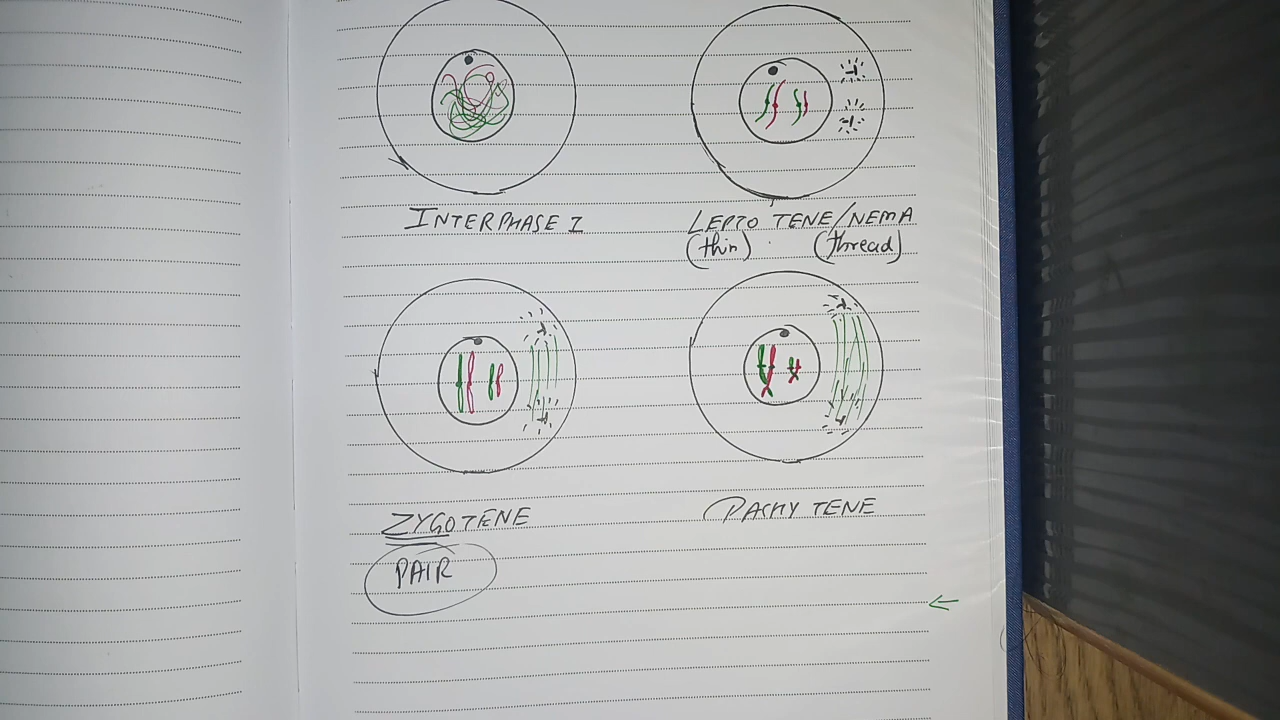 INTERPHASE I
LEPTO TENE/NEMA
(thin) (thread)
ZYGOTENE
PACHY TENE
PAIR